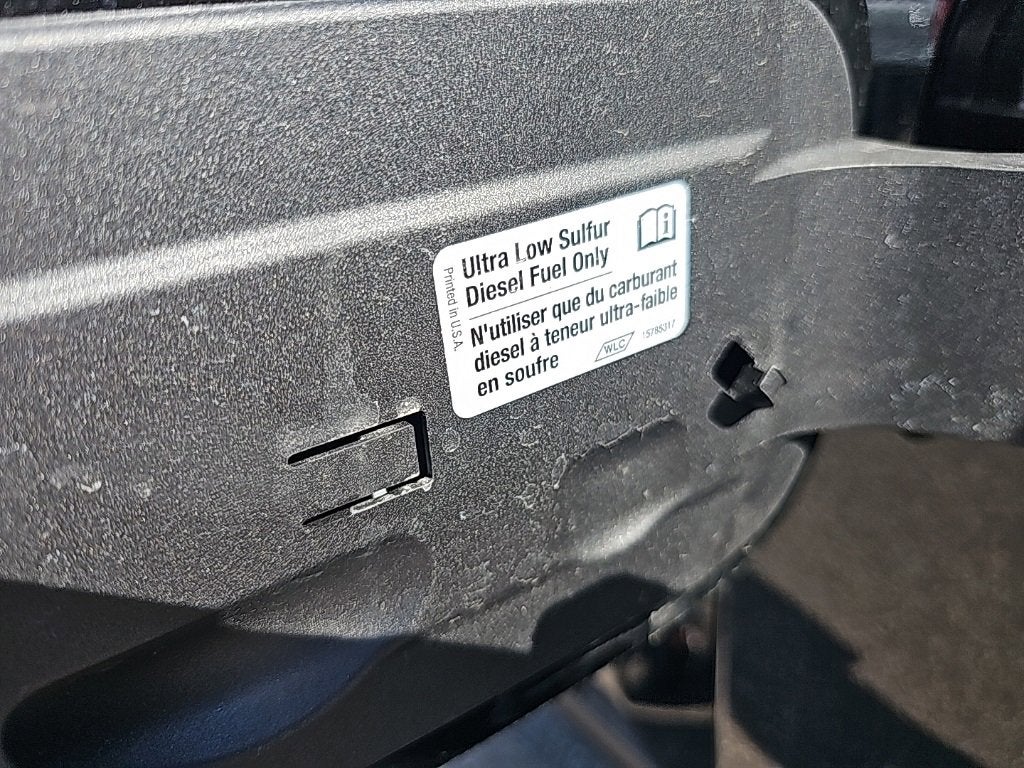 Ultra Low Sulfur
Diesel Fuel Only
N'utiliser que du carburant
diesel à teneur ultra-faible
en soufre
WLC 15785317
Printed in U.S.A.